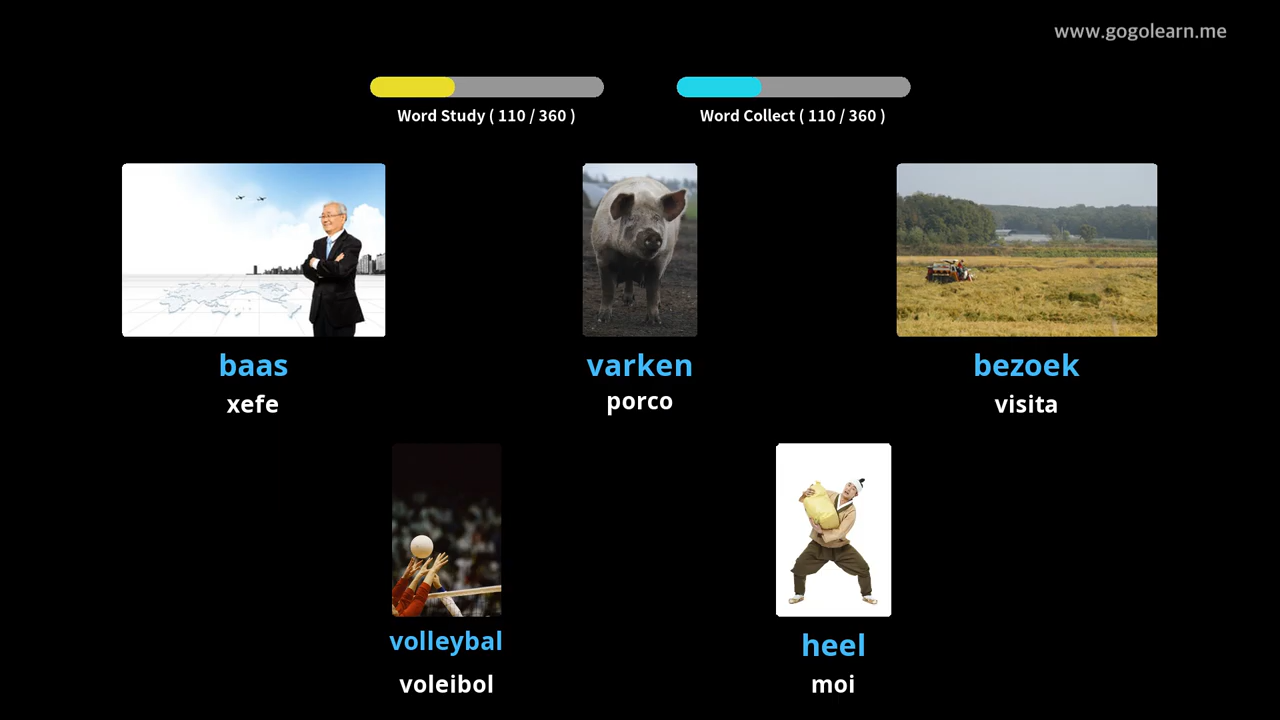 www.gogolearn.me
Word Study ( 110 / 360 )
Word Collect ( 110 / 360 )
baas
xefe
varken
porco
bezoek
visita
volleybal
voleibol
heel
moi